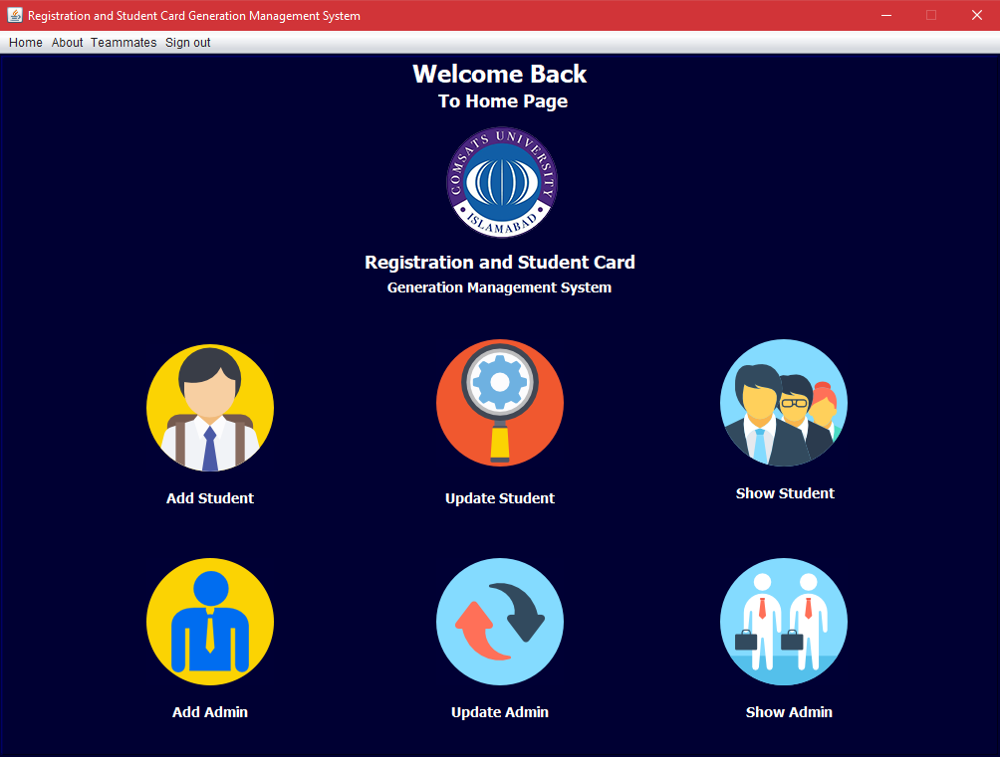 Registration and Student Card Generation Management System
Home About Teammates Sign out
Welcome Back
To Home Page
COMSATS UNIVERSITY
ISLAMABAD
Registration and Student Card
Generation Management System
Add Student
Update Student
Show Student
Add Admin
Update Admin
Show Admin